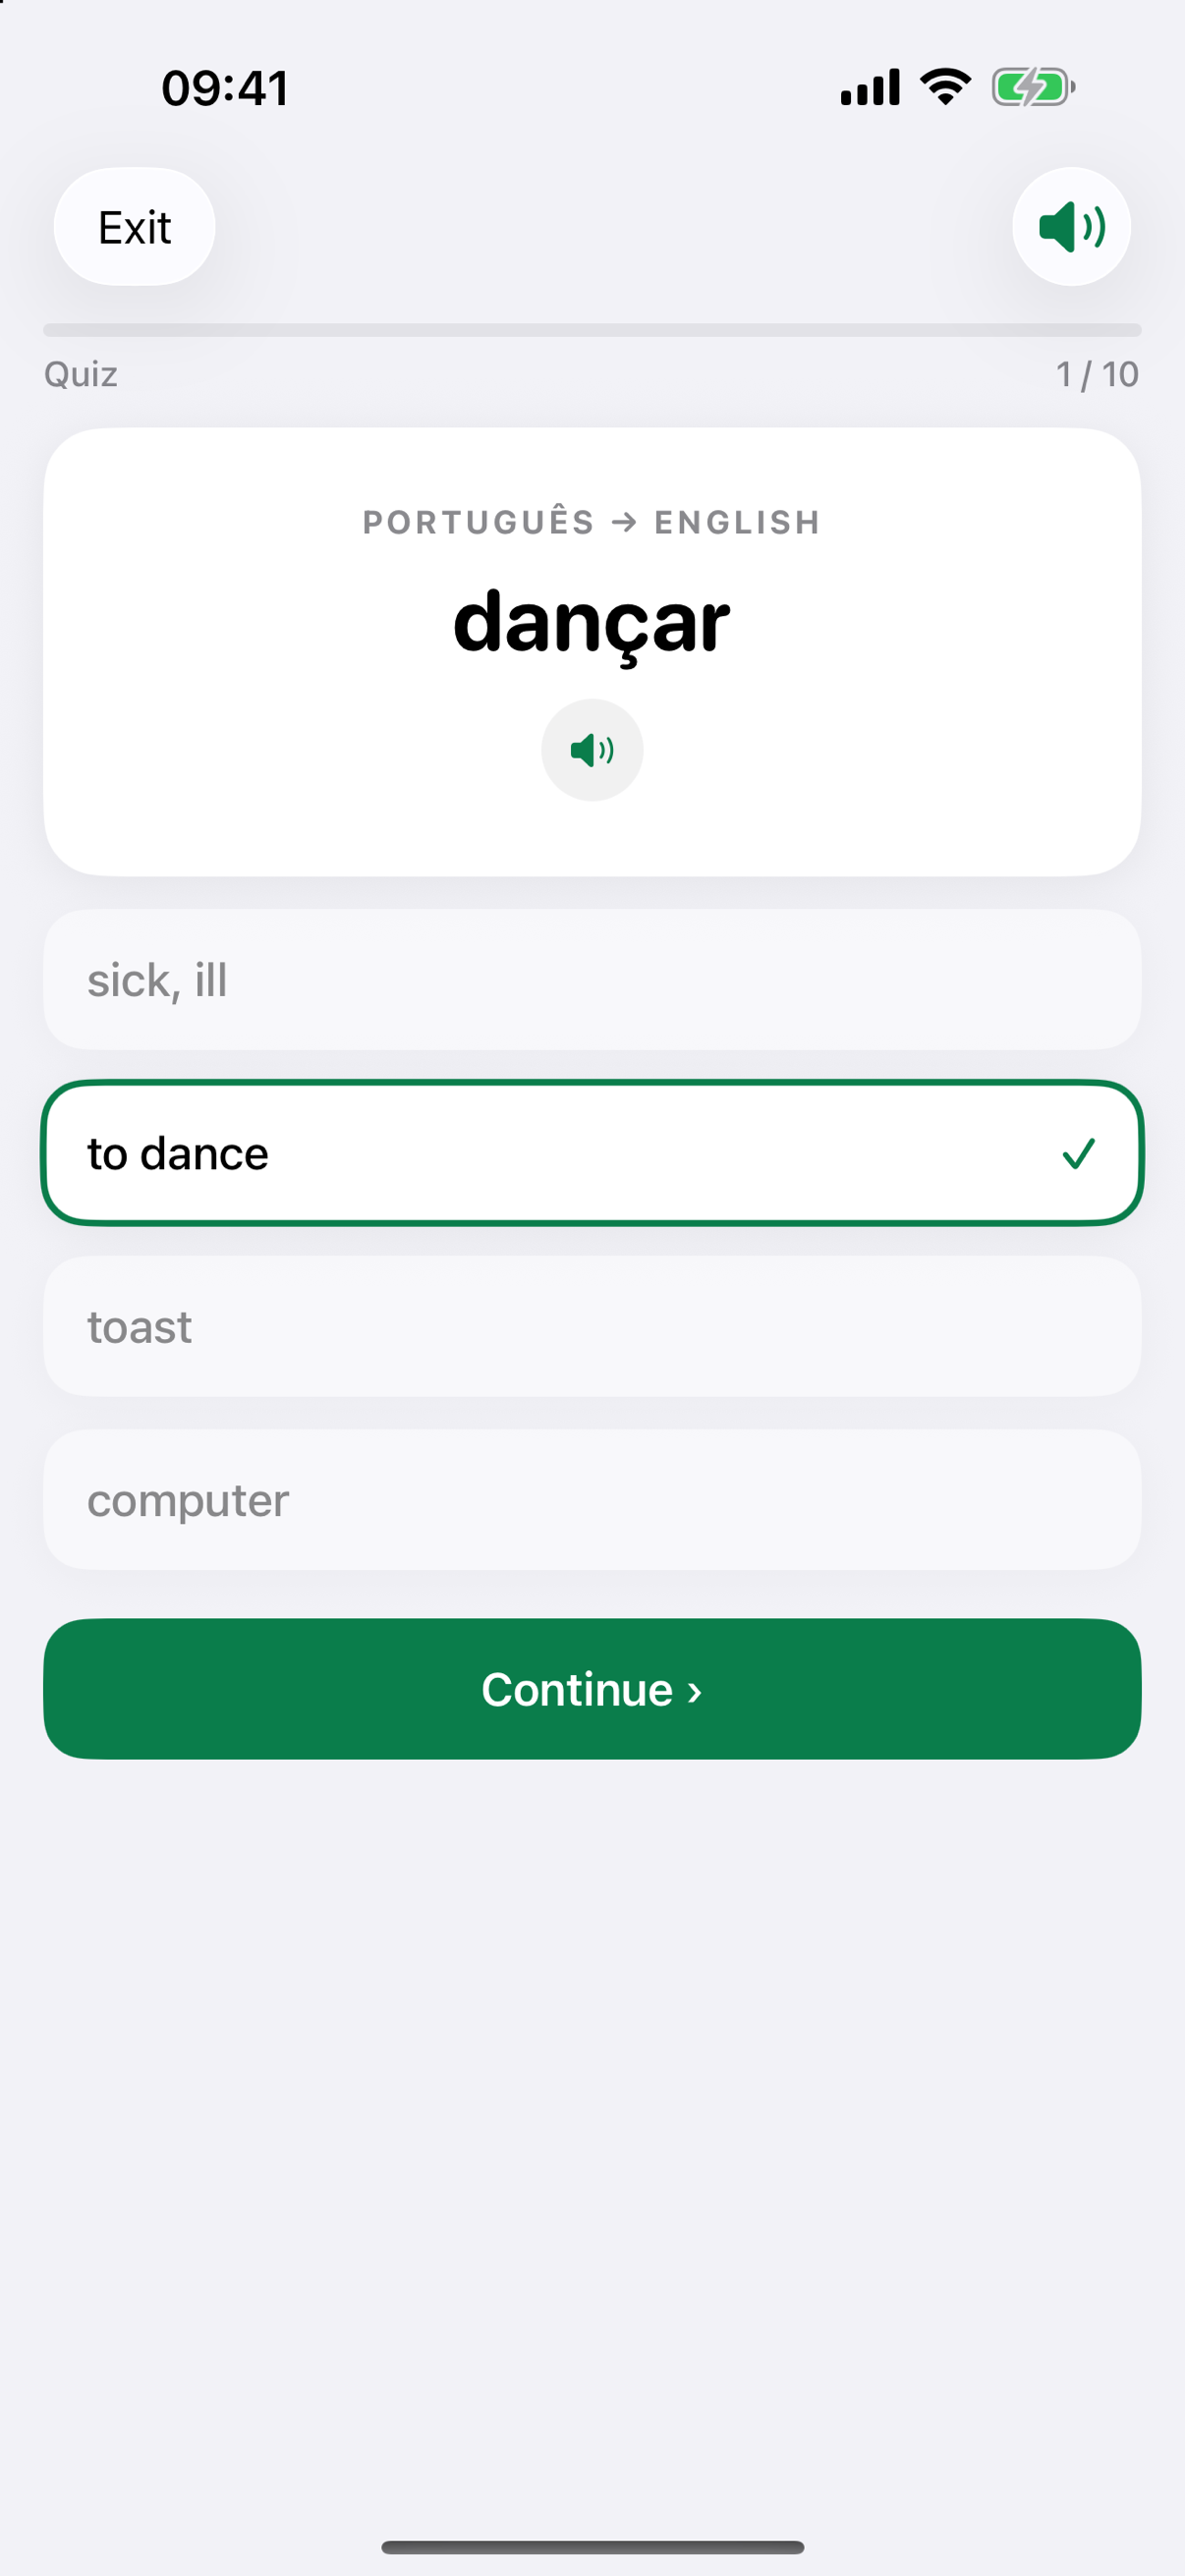 09:41
Exit
Quiz
1 / 10
PORTUGUÊS → ENGLISH
dançar
sick, ill
to dance
toast
computer
Continue ›